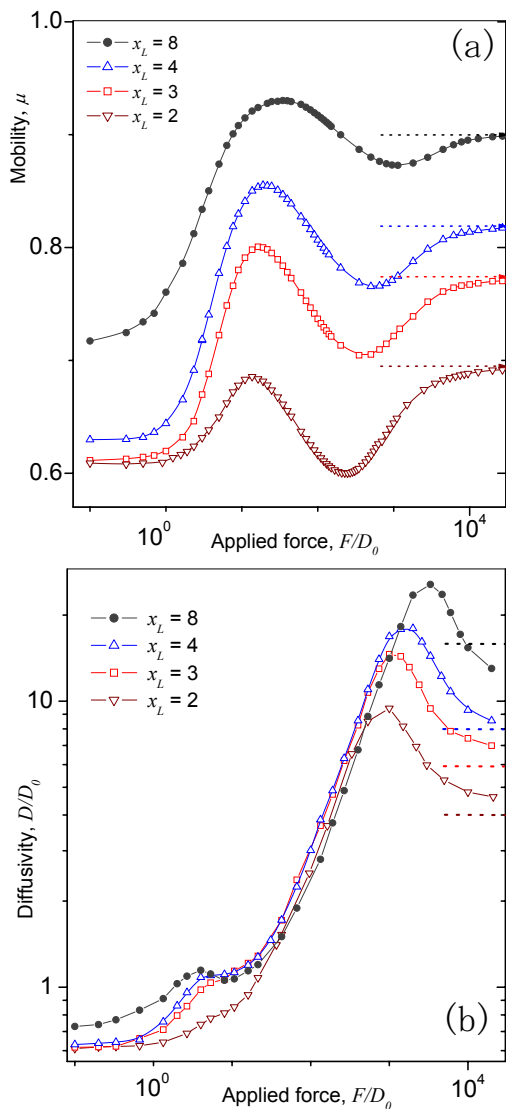 1.0
(a)
x_L = 8
x_L = 4
x_L = 3
x_L = 2
0.8
0.6
Mobility, μ
10^0
10^4
Applied force, F/D_0
x_L = 8
x_L = 4
x_L = 3
x_L = 2
10
1
Diffusivity, D/D_0
(b)
10^0
10^4
Applied force, F/D_0